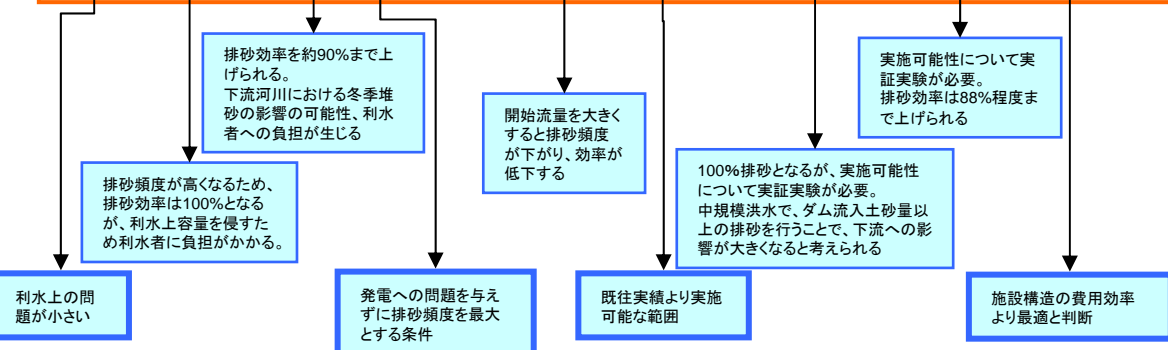 排砂効率を約90%まで上
げられる。
下流河川における冬季堆
砂の影響の可能性、利水
者への負担が生じる
実施可能性について実
証実験が必要。
排砂効率は88%程度ま
で上げられる
開始流量を大きく
すると排砂頻度
が下がり、効率が
低下する
排砂頻度が高くなるため、
排砂効率は100%となる
が、利水上容量を侵すた
め利水者に負担がかかる。
100%排砂となるが、実施可能性
について実証実験が必要。
中規模洪水で、ダム流入土砂量以
上の排砂を行うことで、下流への影
響が大きくなると考えられる
利水上の問
題が小さい
発電への問題を与え
ずに排砂頻度を最大
とする条件
既往実績より実施
可能な範囲
施設構造の費用効率
より最適と判断